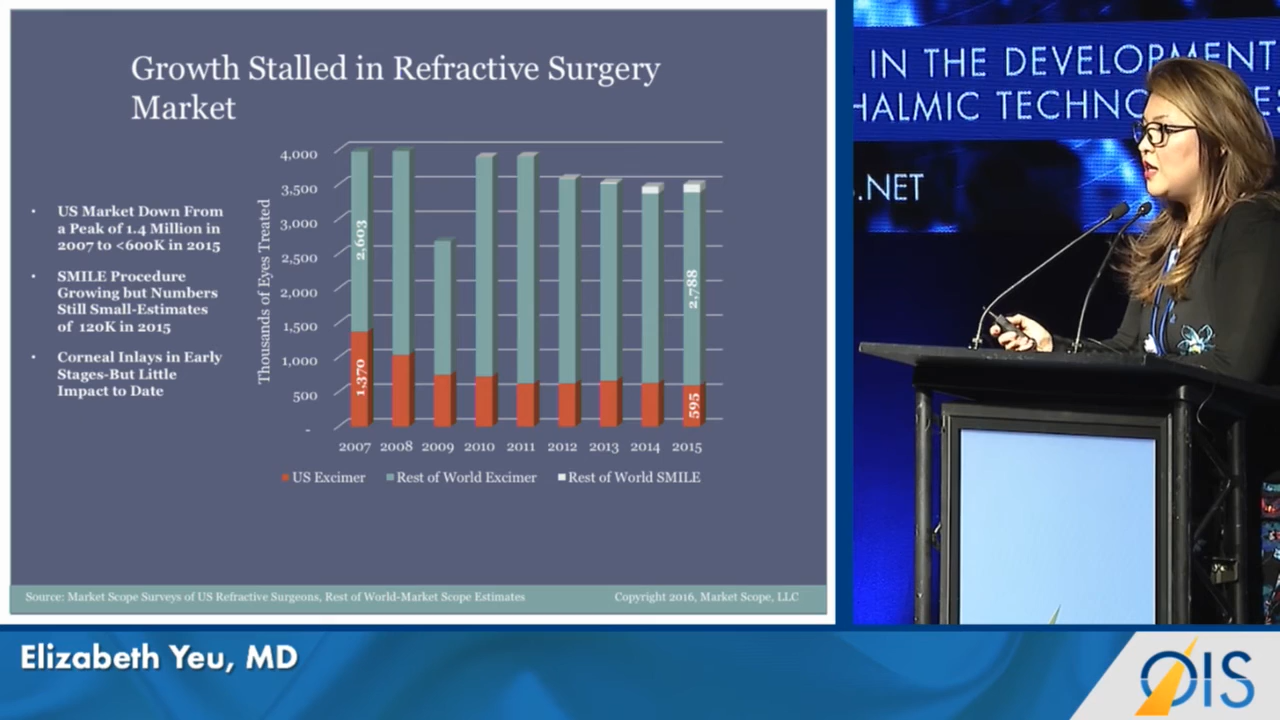 Growth Stalled in Refractive Surgery
Market
• US Market Down From
a Peak of 1.4 Million in
2007 to <600K in 2015
• SMILE Procedure
Growing but Numbers
Still Small-Estimates
of 120K in 2015
• Corneal Inlays in Early
Stages-But Little
Impact to Date
Thousands of Eyes Treated
4,000
3,500
3,000
2,500
2,000
1,500
1,000
500
-
2,603
1,370
2,788
595
2007 2008 2009 2010 2011 2012 2013 2014 2015
US Excimer Rest of World Excimer Rest of World SMILE
Source: Market Scope Surveys of US Refractive Surgeons, Rest of World-Market Scope Estimates Copyright 2016, Market Scope, LLC
IN THE DEVELOPMENT
HALMIC TECHNO
.NET
Elizabeth Yeu, MD
OIS